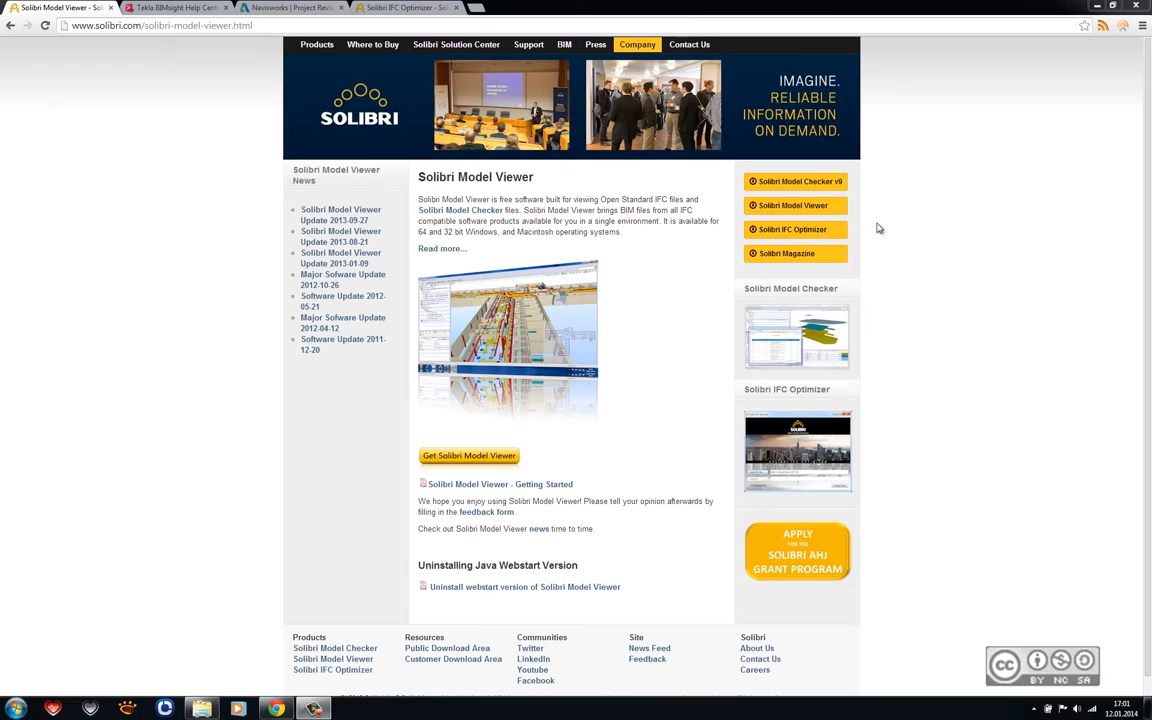 Solibri Model Viewer - Sol
Tekla BIMsight Help Cent
Navisworks | Project Revi
Solibri IFC Optimizer - So
www.solibri.com/solibri-model-viewer.html
Products
Where to Buy
Solibri Solution Center
Support
BIM
Press
Company
Contact Us
SOLIBRI
IMAGINE.
RELIABLE
INFORMATION
ON DEMAND.
Solibri Model Viewer
News
Solibri Model Viewer
Update 2013-09-27
Solibri Model Viewer
Update 2013-08-21
Solibri Model Viewer
Update 2013-01-09
Major Sofware Update
2012-10-26
Software Update 2012-
05-21
Major Sofware Update
2012-04-12
Software Update 2011-
12-20
Solibri Model Viewer
Solibri Model Viewer is free software built for viewing Open Standard IFC files and
Solibri Model Checker files. Solibri Model Viewer brings BIM files from all IFC
compatible software products available for you in a single environment. It is available for
64 and 32 bit Windows, and Macintosh operating systems.
Read more...
Get Solibri Model Viewer
Solibri Model Viewer - Getting Started
We hope you enjoy using Solibri Model Viewer! Please tell your opinion afterwards by
filling in the feedback form.
Check out Solibri Model Viewer news time to time.
Uninstalling Java Webstart Version
Uninstall webstart version of Solibri Model Viewer
Solibri Model Checker v9
Solibri Model Viewer
Solibri IFC Optimizer
Solibri Magazine
Solibri Model Checker
Solibri IFC Optimizer
SOLIBRI
APPLY
FOR THE
SOLIBRI AHJ
GRANT PROGRAM
Products
Solibri Model Checker
Solibri Model Viewer
Solibri IFC Optimizer
Resources
Public Download Area
Customer Download Area
Communities
Twitter
LinkedIn
Youtube
Facebook
Site
News Feed
Feedback
Solibri
About Us
Contact Us
Careers
cc
BY NC SA
17:01
12.01.2014